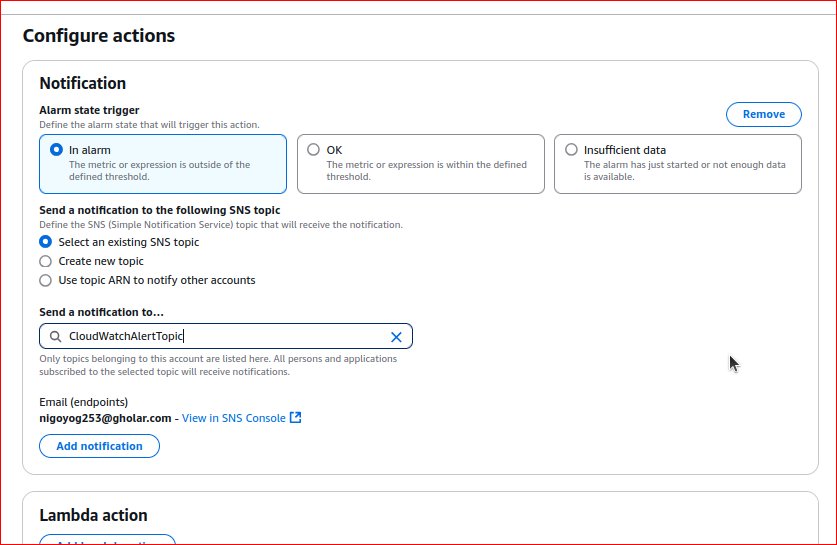 Configure actions
Notification
Alarm state trigger
Define the alarm state that will trigger this action.
Remove
In alarm
The metric or expression is outside of the
defined threshold.
OK
The metric or expression is within the defined
threshold.
Insufficient data
The alarm has just started or not enough data
is available.
Send a notification to the following SNS topic
Define the SNS (Simple Notification Service) topic that will receive the notification.
Select an existing SNS topic
Create new topic
Use topic ARN to notify other accounts
Send a notification to...
CloudWatchAlertTopic
Only topics belonging to this account are listed here. All persons and applications
subscribed to the selected topic will receive notifications.
Email (endpoints)
nigoyog253@gholar.com - View in SNS Console
Add notification
Lambda action